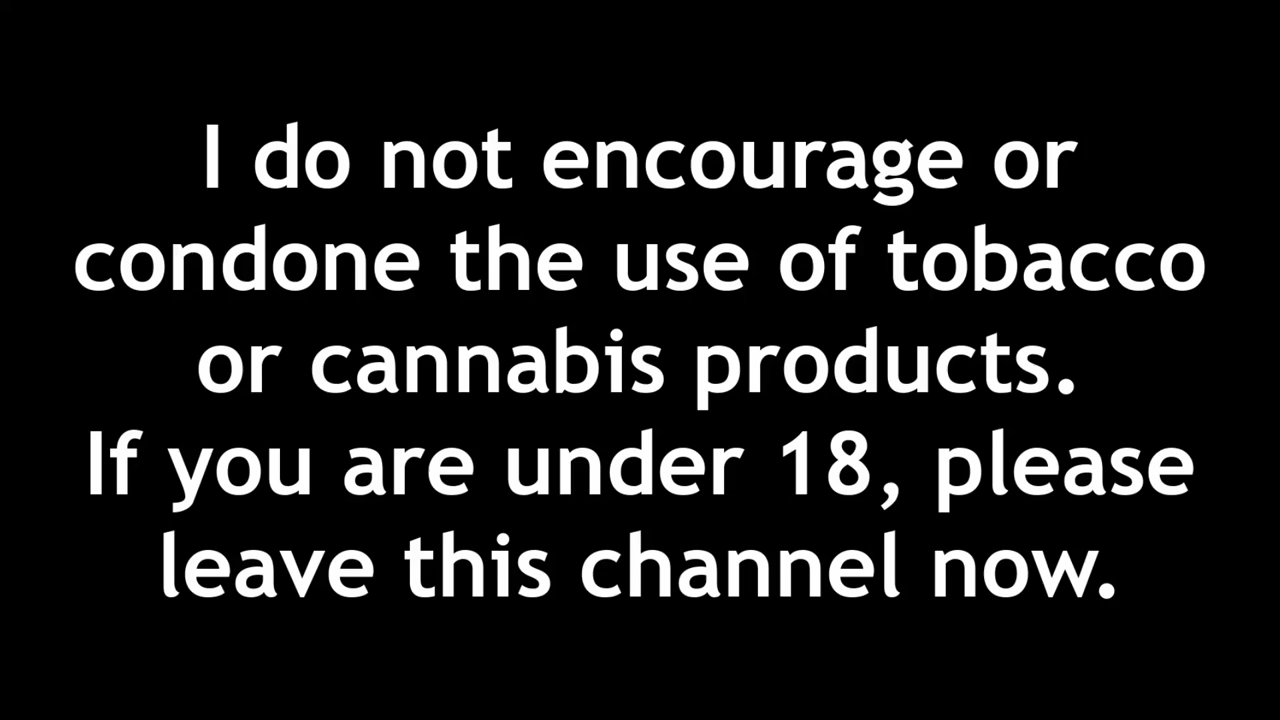 I do not encourage or
condone the use of tobacco
or cannabis products.
If you are under 18, please
leave this channel now.